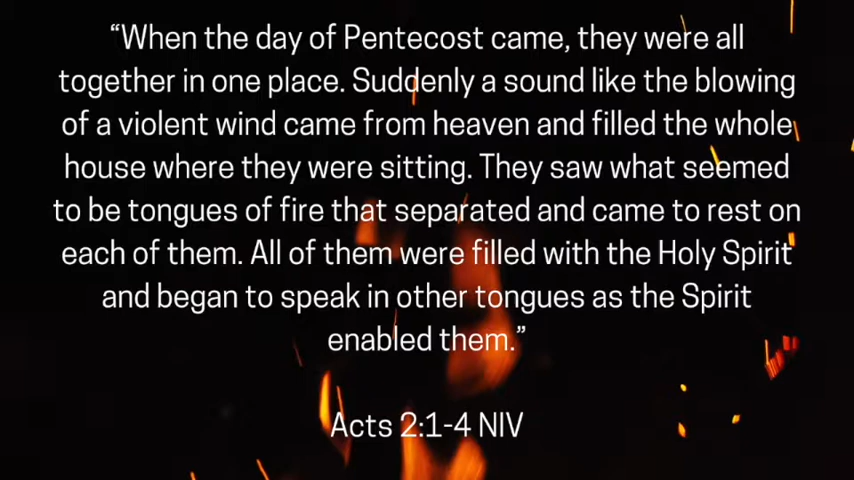 “When the day of Pentecost came, they were all
together in one place. Suddenly a sound like the blowing
of a violent wind came from heaven and filled the whole
house where they were sitting. They saw what seemed
to be tongues of fire that separated and came to rest on
each of them. All of them were filled with the Holy Spirit
and began to speak in other tongues as the Spirit
enabled them.”
Acts 2:1-4 NIV